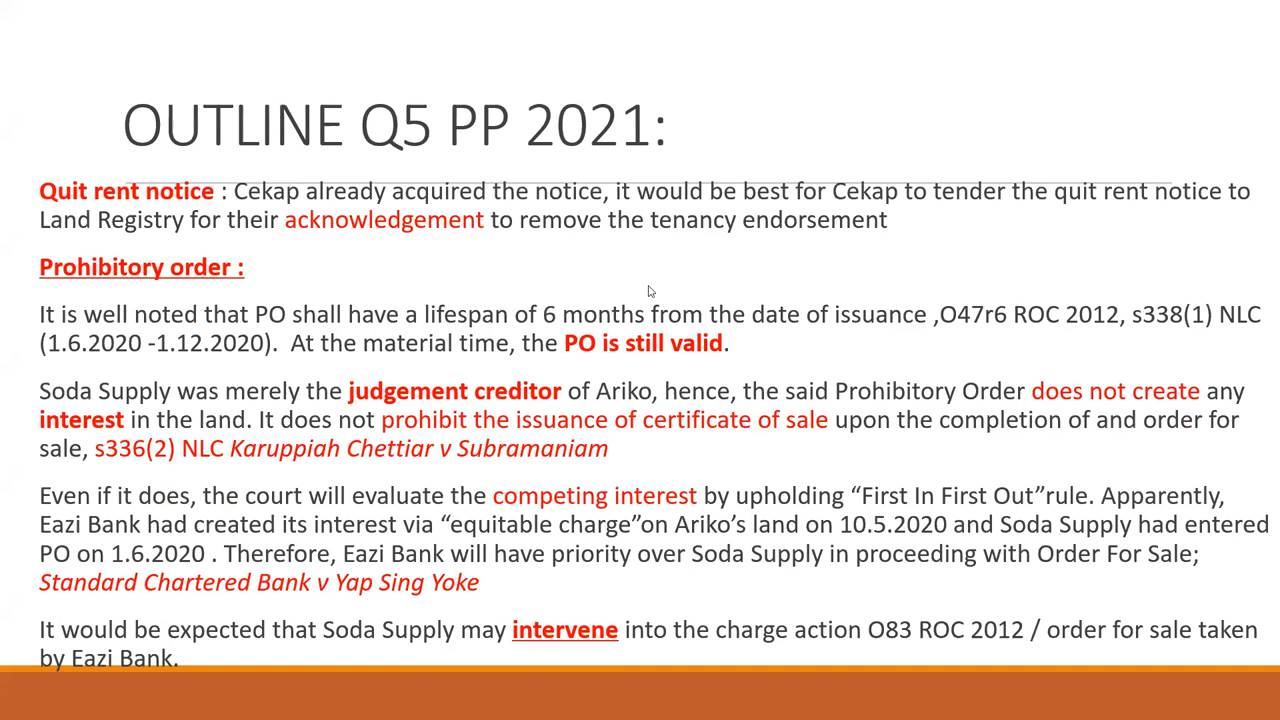 OUTLINE Q5 PP 2021:
Quit rent notice : Cekap already acquired the notice, it would be best for Cekap to tender the quit rent notice to
Land Registry for their acknowledgement to remove the tenancy endorsement
Prohibitory order :
It is well noted that PO shall have a lifespan of 6 months from the date of issuance ,O47r6 ROC 2012, s338(1) NLC
(1.6.2020 -1.12.2020).  At the material time, the PO is still valid.
Soda Supply was merely the judgement creditor of Ariko, hence, the said Prohibitory Order does not create any
interest in the land. It does not prohibit the issuance of certificate of sale upon the completion of and order for
sale, s336(2) NLC Karuppiah Chettiar v Subramaniam
Even if it does, the court will evaluate the competing interest by upholding “First In First Out”rule. Apparently,
Eazi Bank had created its interest via “equitable charge”on Ariko’s land on 10.5.2020 and Soda Supply had entered
PO on 1.6.2020 . Therefore, Eazi Bank will have priority over Soda Supply in proceeding with Order For Sale;
Standard Chartered Bank v Yap Sing Yoke
It would be expected that Soda Supply may intervene into the charge action O83 ROC 2012 / order for sale taken
by Eazi Bank.